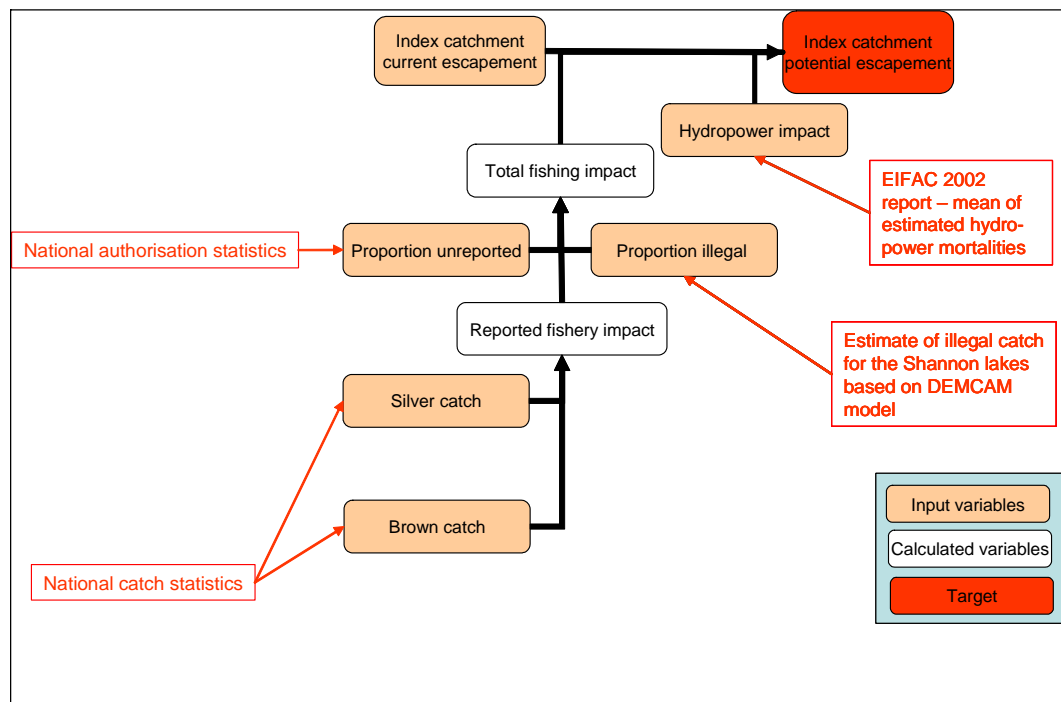 Index catchment
current escapement
Index catchment
potential escapement
Hydropower impact
Total fishing impact
EIFAC 2002
report – mean of
estimated hydro-
power mortalities
National authorisation statistics
Proportion unreported
Proportion illegal
Reported fishery impact
Estimate of illegal catch
for the Shannon lakes
based on DEMCAM
model
Silver catch
Brown catch
National catch statistics
Input variables
Calculated variables
Target